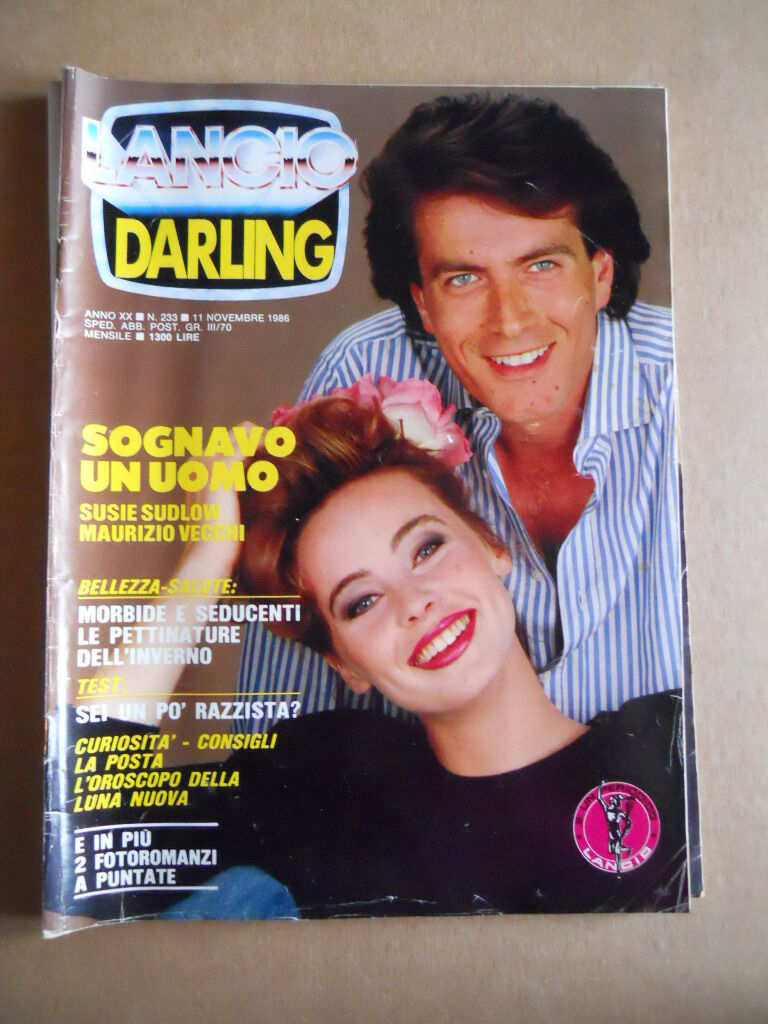 LANCIO
DARLING
ANNO XX ■ N. 233 ■ 11 NOVEMBRE 1986
SPED. ABB. POST. GR. III/70
MENSILE ■ 1300 LIRE
SOGNAVO
UN UOMO
SUSIE SUDLOW
MAURIZIO VECCHI
BELLEZZA-SALUTE:
MORBIDE E SEDUCENTI
LE PETTINATURE
DELL'INVERNO
TEST:
SEI UN PO' RAZZISTA?
CURIOSITA' - CONSIGLI
LA POSTA
L'OROSCOPO DELLA
LUNA NUOVA
E IN PIÙ
2 FOTOROMANZI
A PUNTATE
È UN PERIODICO
LANCIO